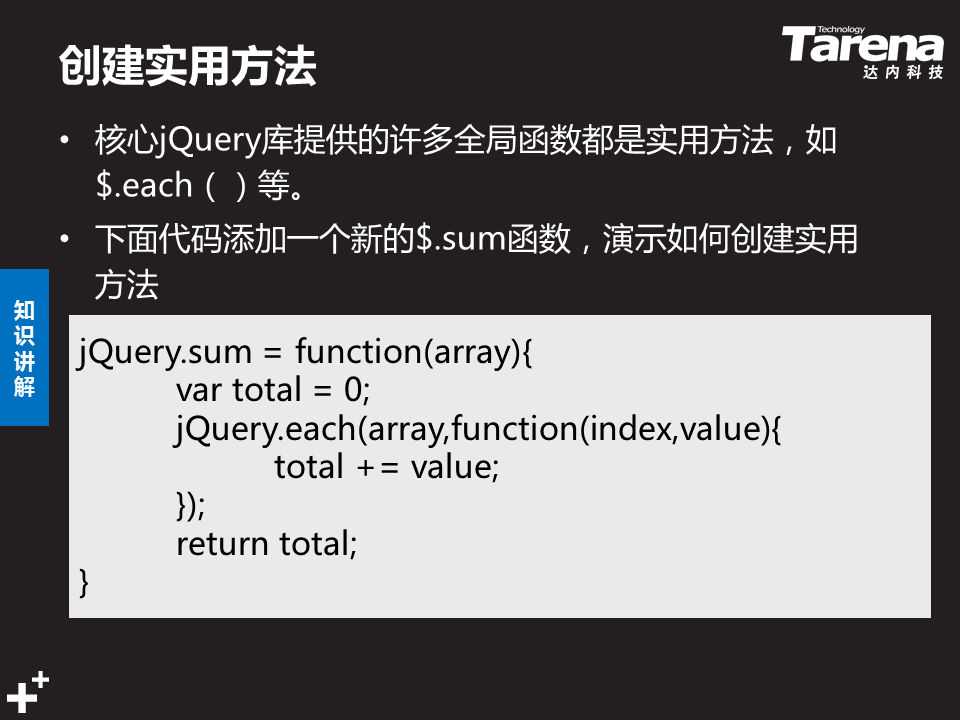 创建实用方法
Technology
Tarena
达内科技
• 核心jQuery库提供的许多全局函数都是实用方法，如
$.each（ ）等。
• 下面代码添加一个新的$.sum函数，演示如何创建实用
方法
知
识
讲
解
jQuery.sum = function(array){
var total = 0;
jQuery.each(array,function(index,value){
total += value;
});
return total;
}